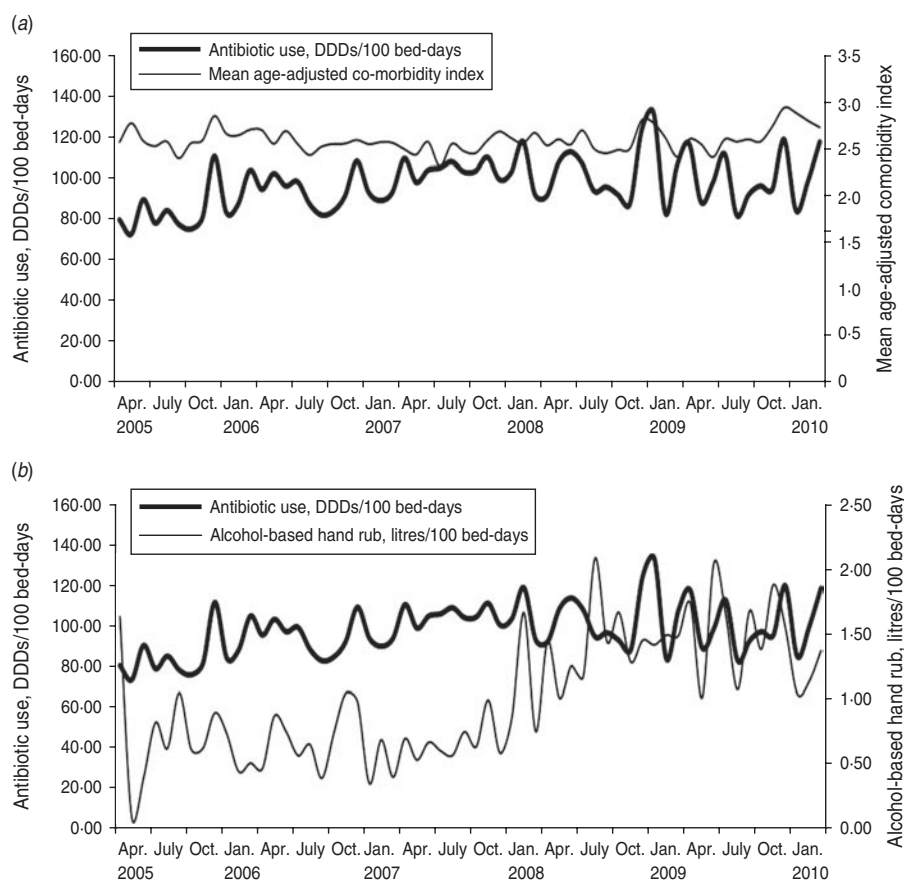 (a)
Antibiotic use, DDDs/100 bed-days
Mean age-adjusted co-morbidity index
Antibiotic use, DDDs/100 bed-days
160·00
140·00
120·00
100·00
80·00
60·00
40·00
20·00
0·00
3·5
3·0
2·5
2·0
1·5
1·0
0·5
0
Mean age-adjusted comorbidity index
Apr. July Oct. Jan. Apr. July Oct. Jan. Apr. July Oct. Jan. Apr. July Oct. Jan. Apr. July Oct. Jan.
2005 2006 2007 2008 2009 2010
(b)
Antibiotic use, DDDs/100 bed-days
Alcohol-based hand rub, litres/100 bed-days
Antibiotic use, DDDs/100 bed-days
160·00
140·00
120·00
100·00
80·00
60·00
40·00
20·00
0·00
2·50
2·00
1·50
1·00
0·50
0·00
Alcohol-based hand rub, litres/100 bed-days
Apr. July Oct. Jan. Apr. July Oct. Jan. Apr. July Oct. Jan. Apr. July Oct. Jan. Apr. July Oct. Jan.
2005 2006 2007 2008 2009 2010